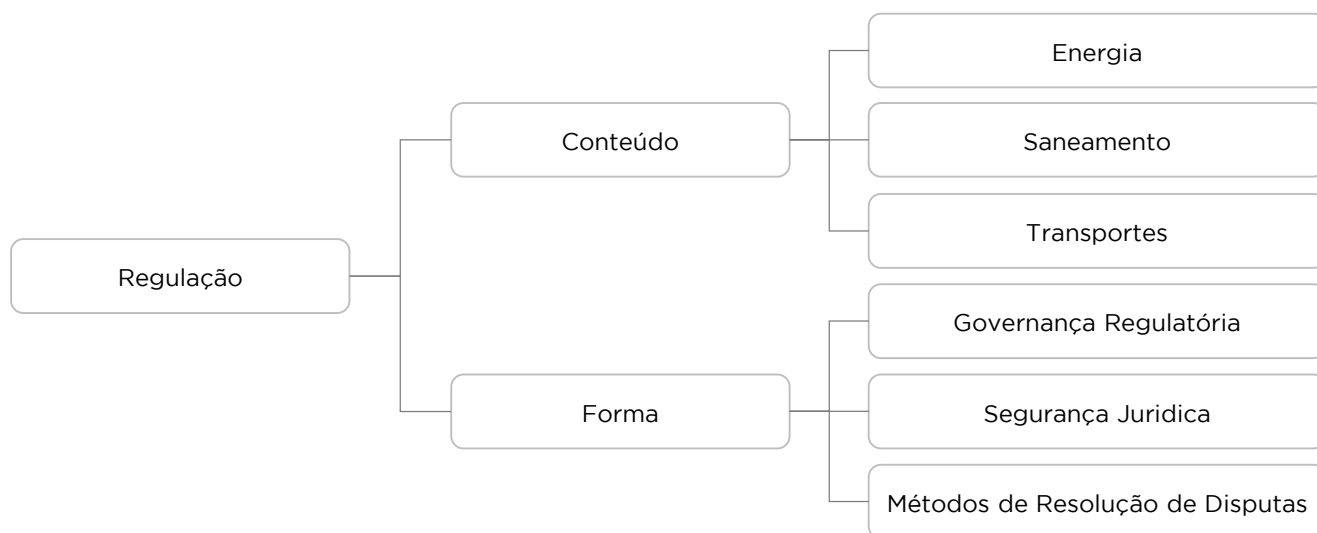 Regulação
Conteúdo
Energia
Saneamento
Transportes
Forma
Governança Regulatória
Segurança Juridica
Métodos de Resolução de Disputas